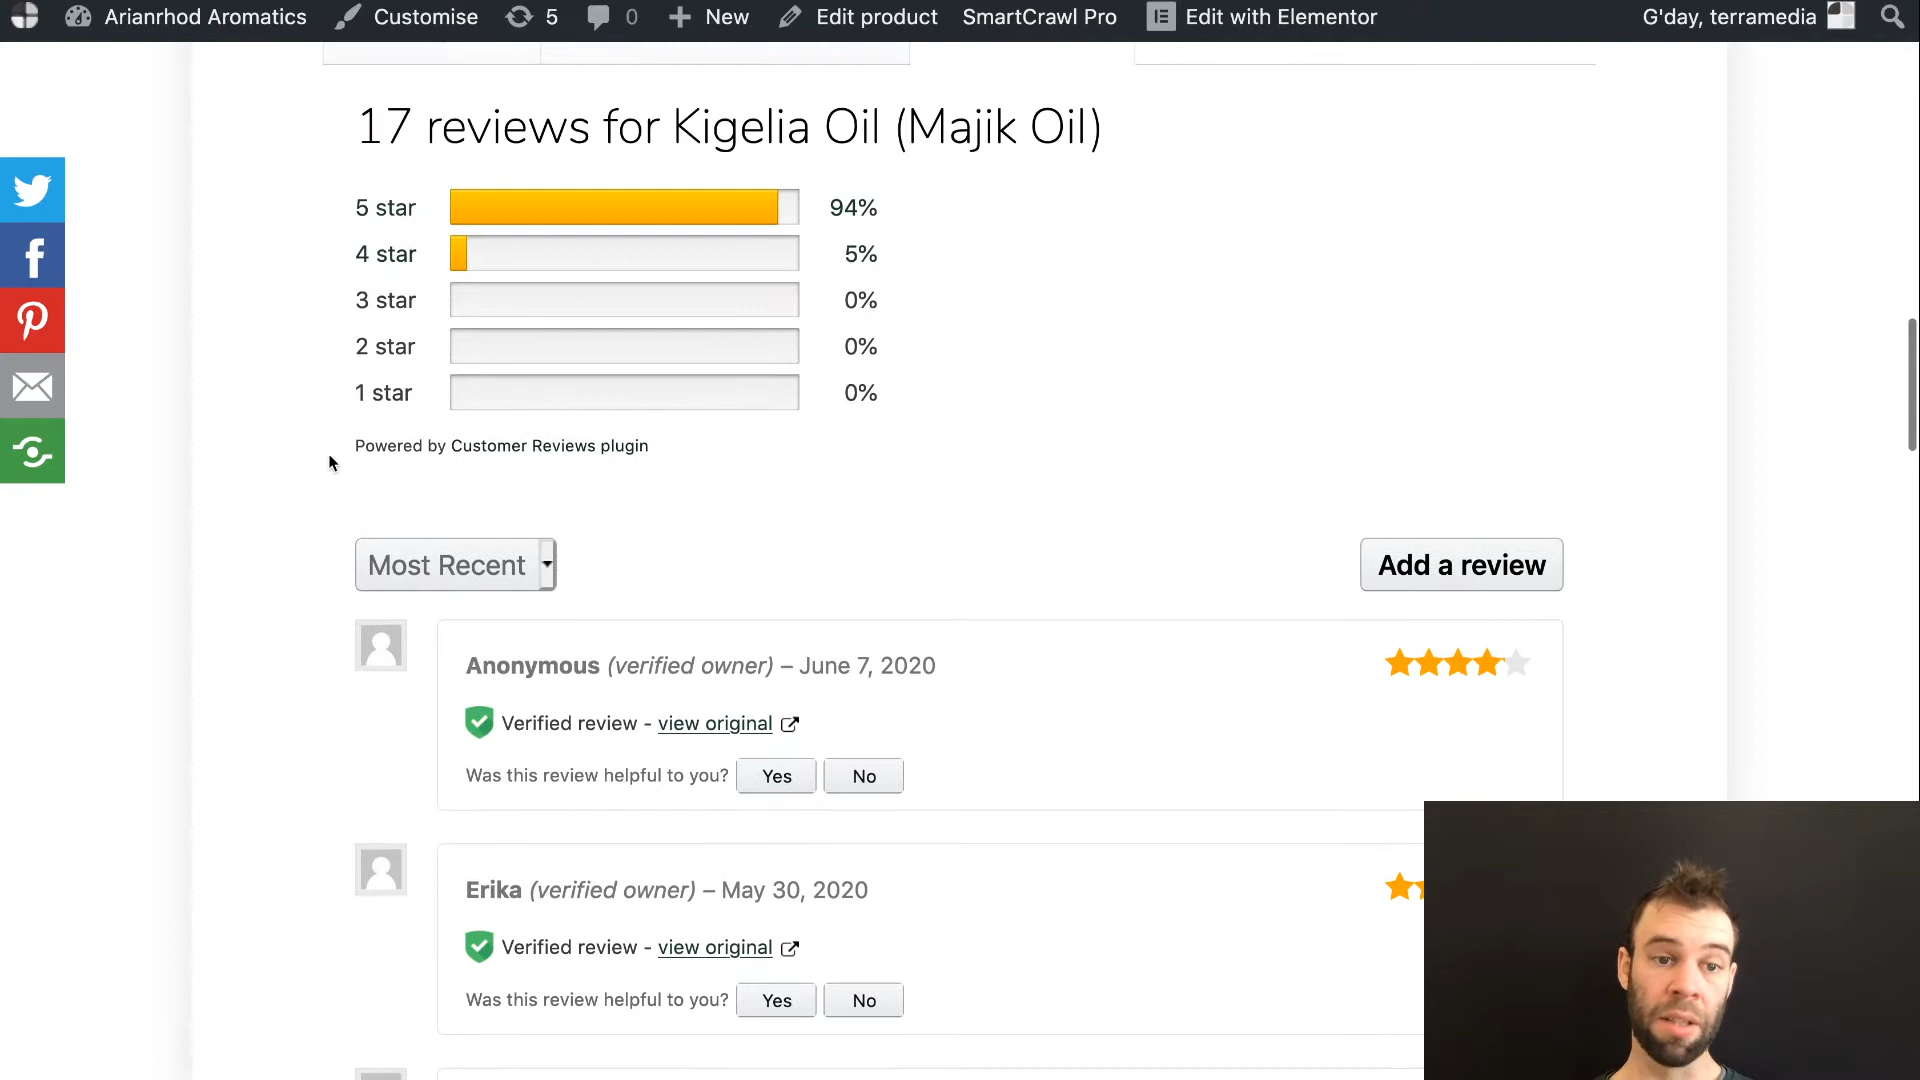 Arianrhod Aromatics Customise 5 0 New Edit product SmartCrawl Pro Edit with Elementor G'day, terramedia
17 reviews for Kigelia Oil (Majik Oil)
5 star 94%
4 star 5%
3 star 0%
2 star 0%
1 star 0%
Powered by Customer Reviews plugin
Most Recent Add a review
Anonymous (verified owner) – June 7, 2020
Verified review - view original
Was this review helpful to you? Yes No
Erika (verified owner) – May 30, 2020
Verified review - view original
Was this review helpful to you? Yes No